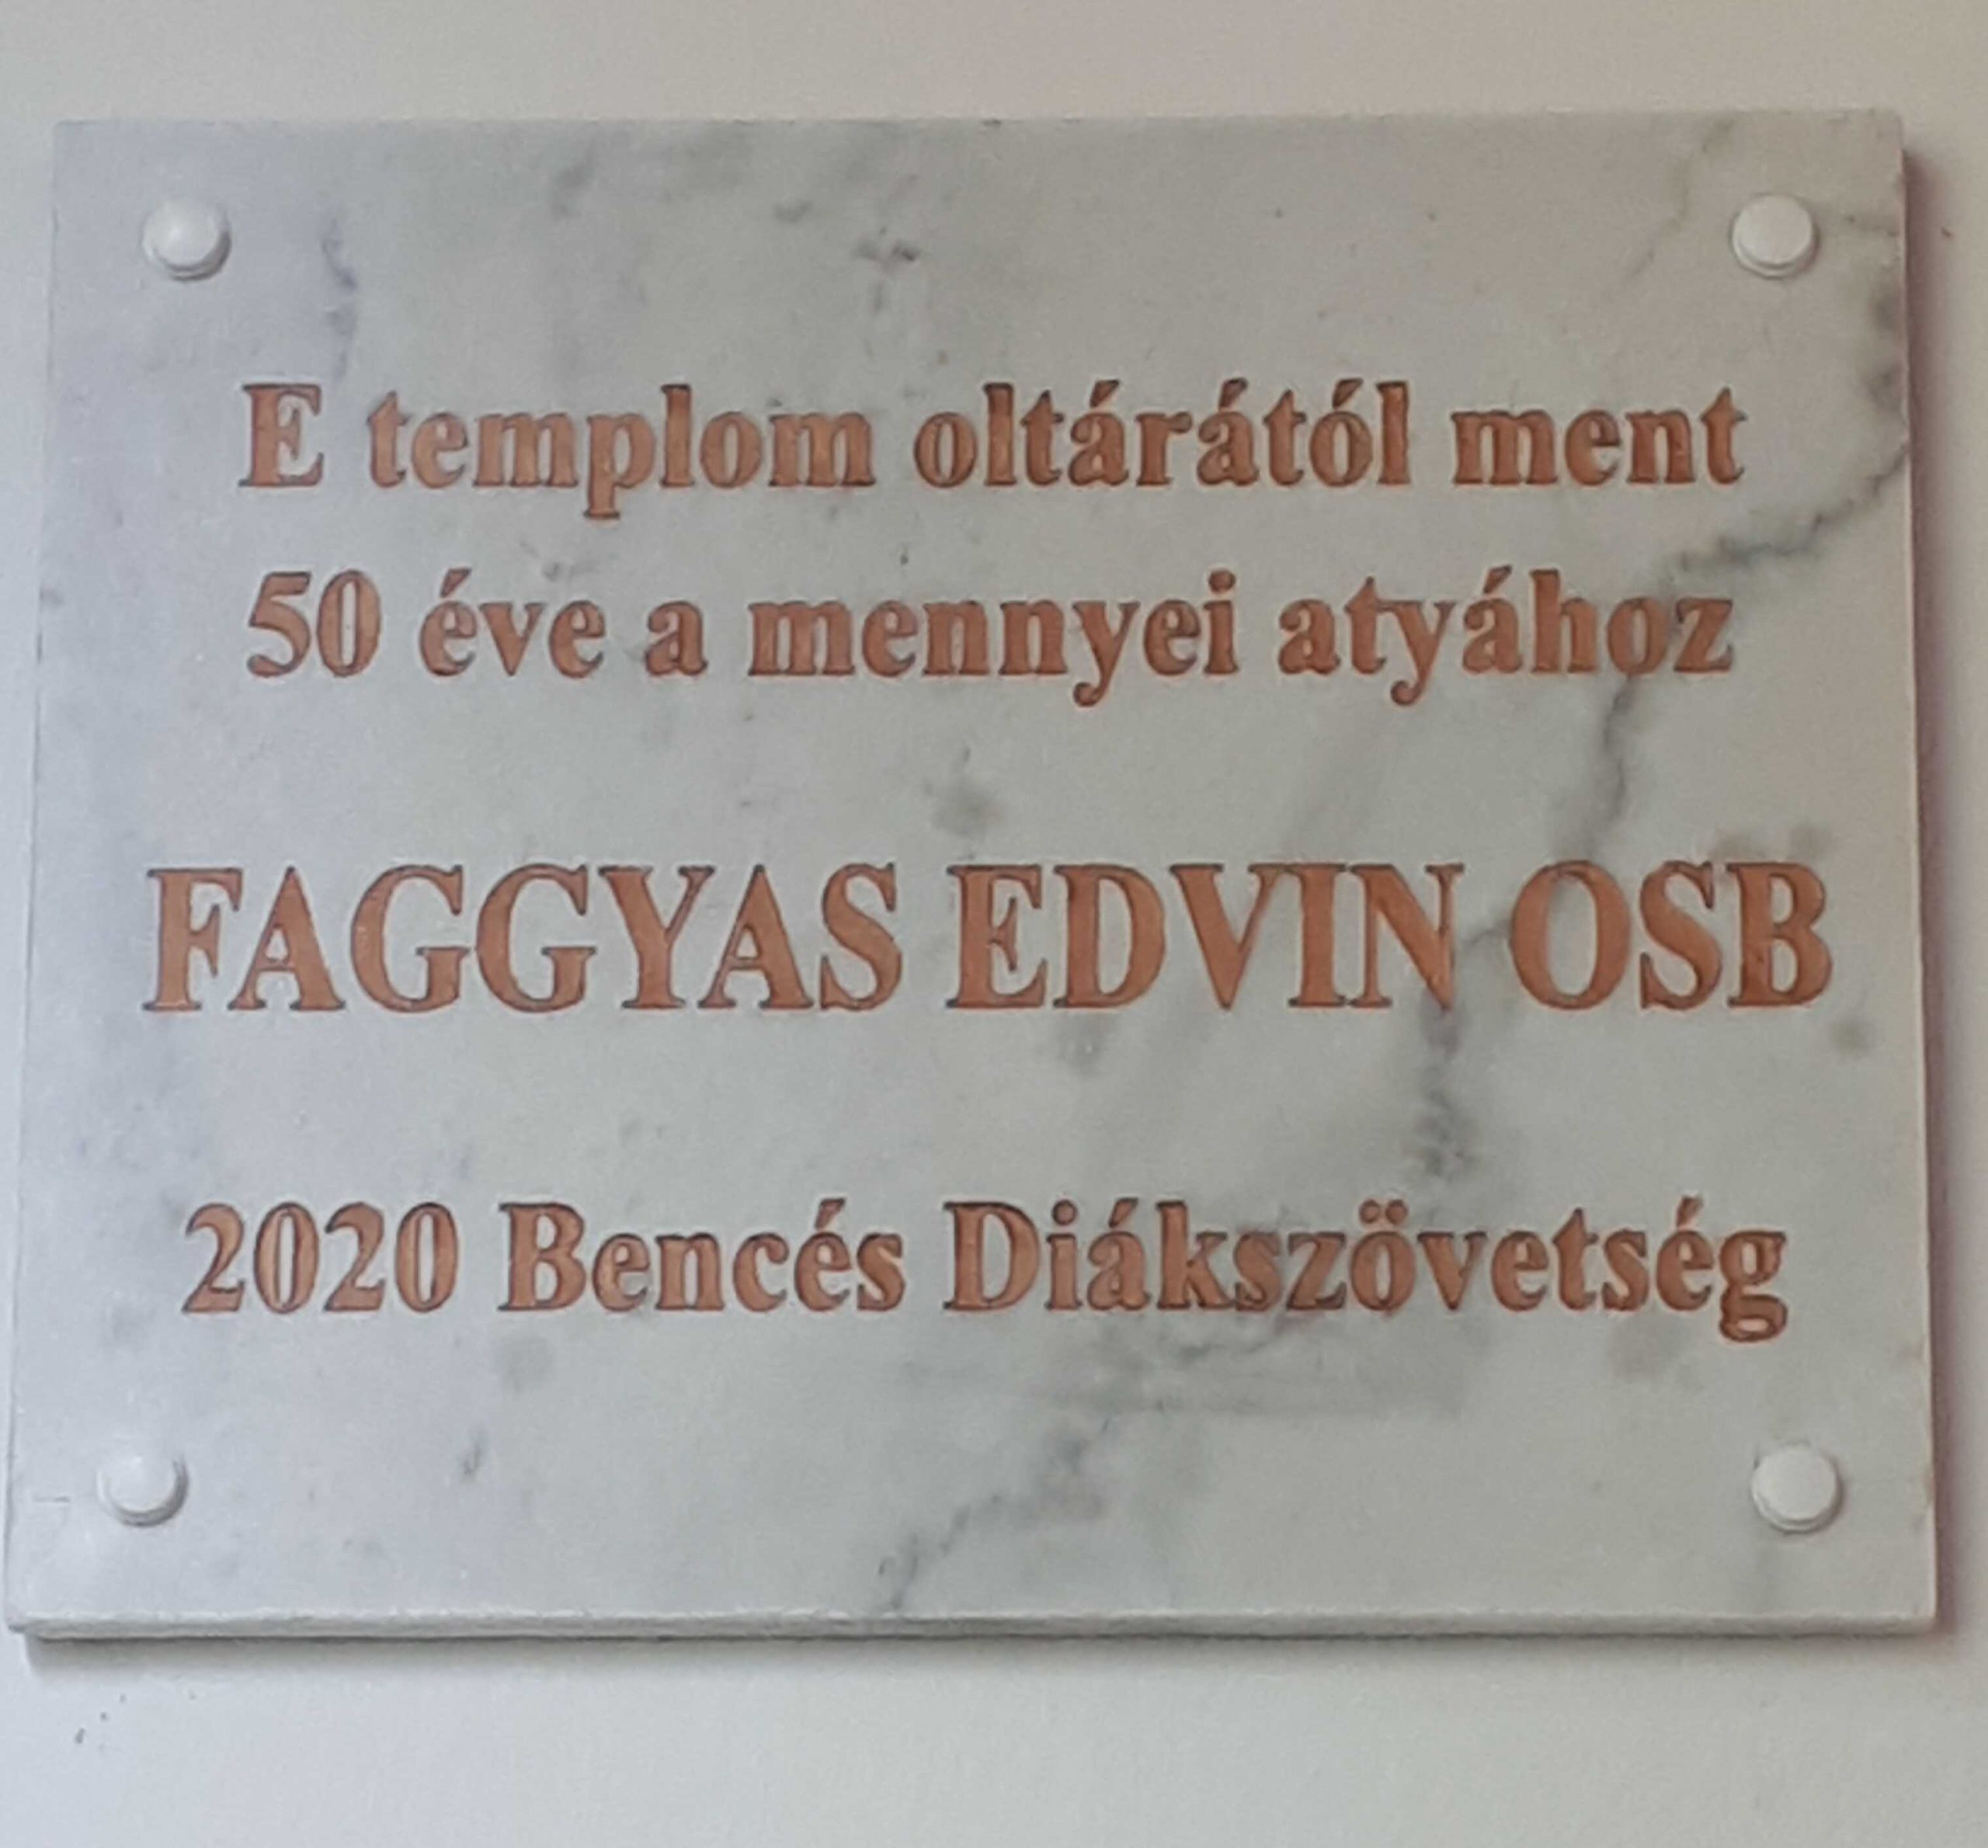 E templom oltárától ment
50 éve a mennyei atyához
FAGGYAS EDVIN OSB
2020 Bencés Diákszövetség